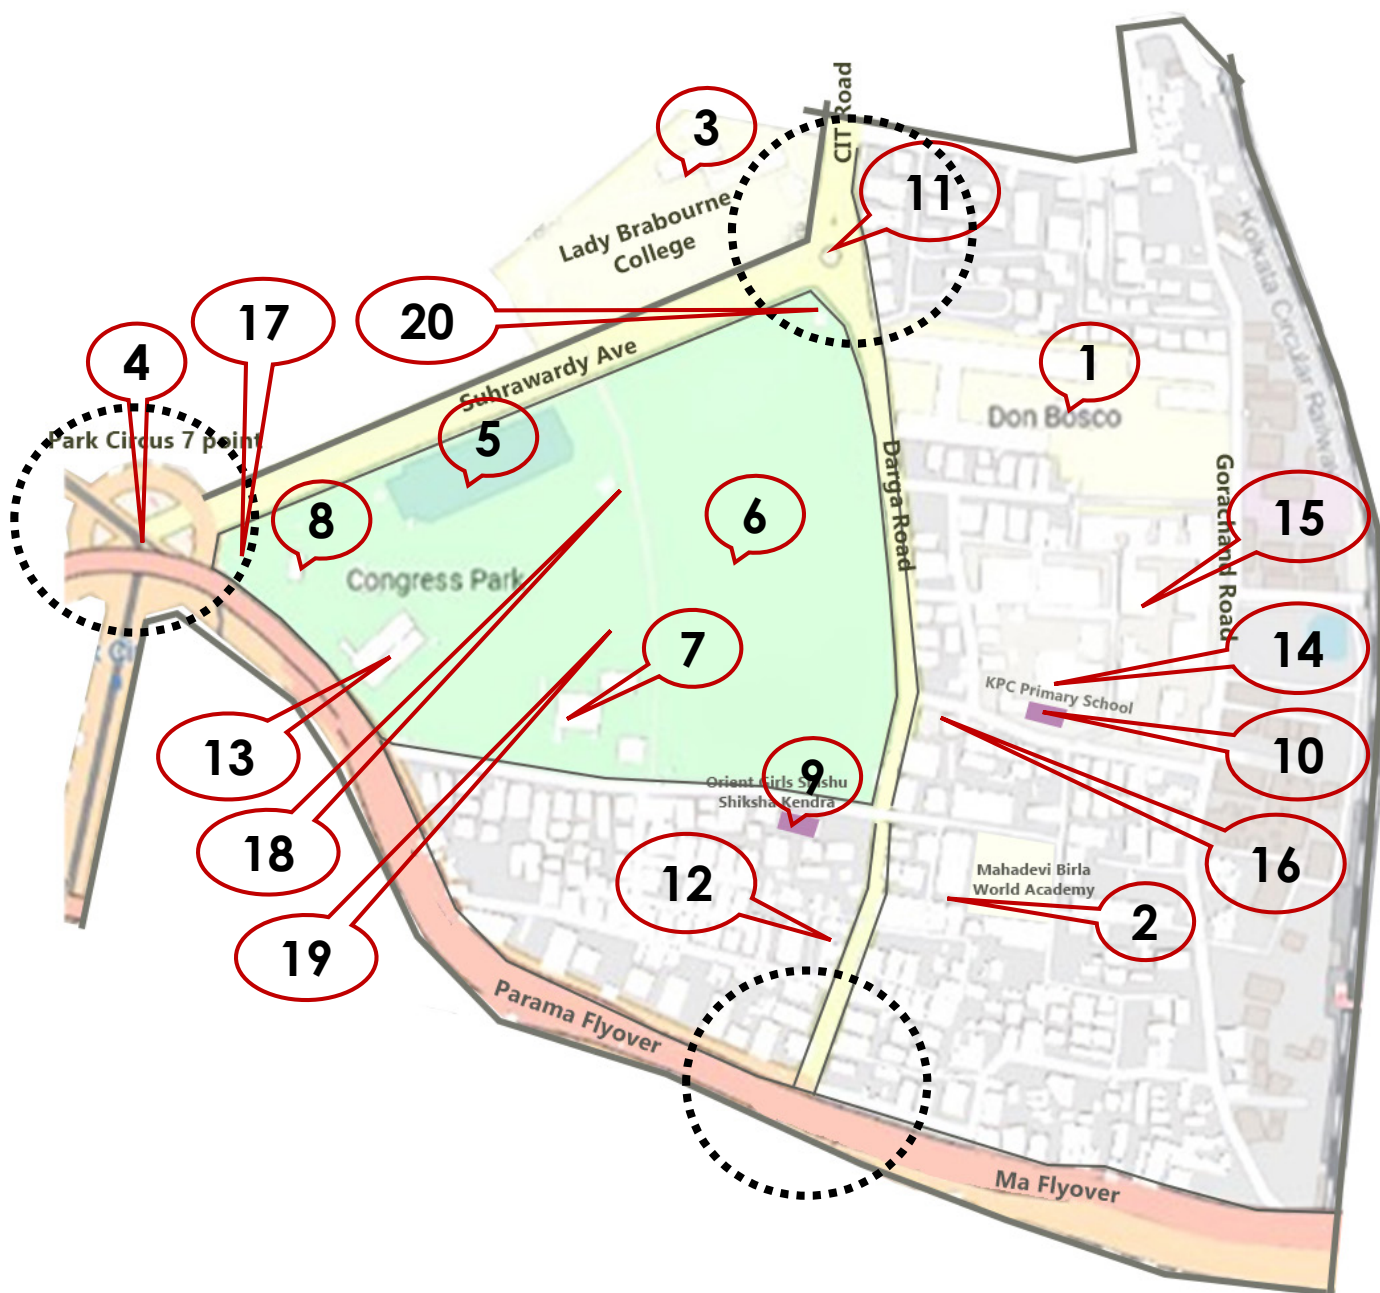 CIT Road
3
11
Lady Brabourne
College
17
20
4
Suhrawardy Ave
1
Don Bosco
Park Circus 7 point
5
Kolkata Circular Railway
Darga Road
Gorachand Road
8
6
15
Congress Park
7
14
KPC Primary School
13
10
9
Orient Girls Shishu
Shiksha Kendra
18
12
Mahadevi Birla
World Academy
16
2
19
Parama Flyover
Ma Flyover